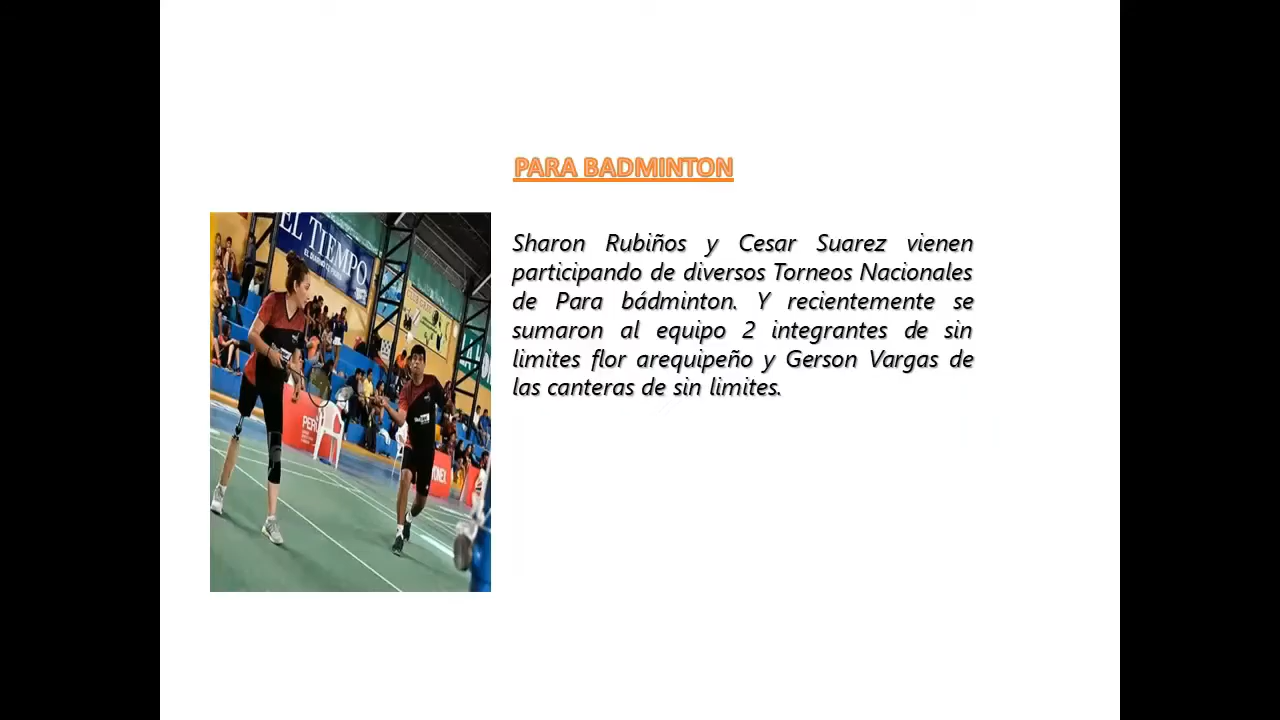 PARA BADMINTON
EL TIEMPO
Sharon Rubiños y Cesar Suarez vienen
participando de diversos Torneos Nacionales
de Para bádminton. Y recientemente se
sumaron al equipo 2 integrantes de sin
limites flor arequipeño y Gerson Vargas de
las canteras de sin limites.